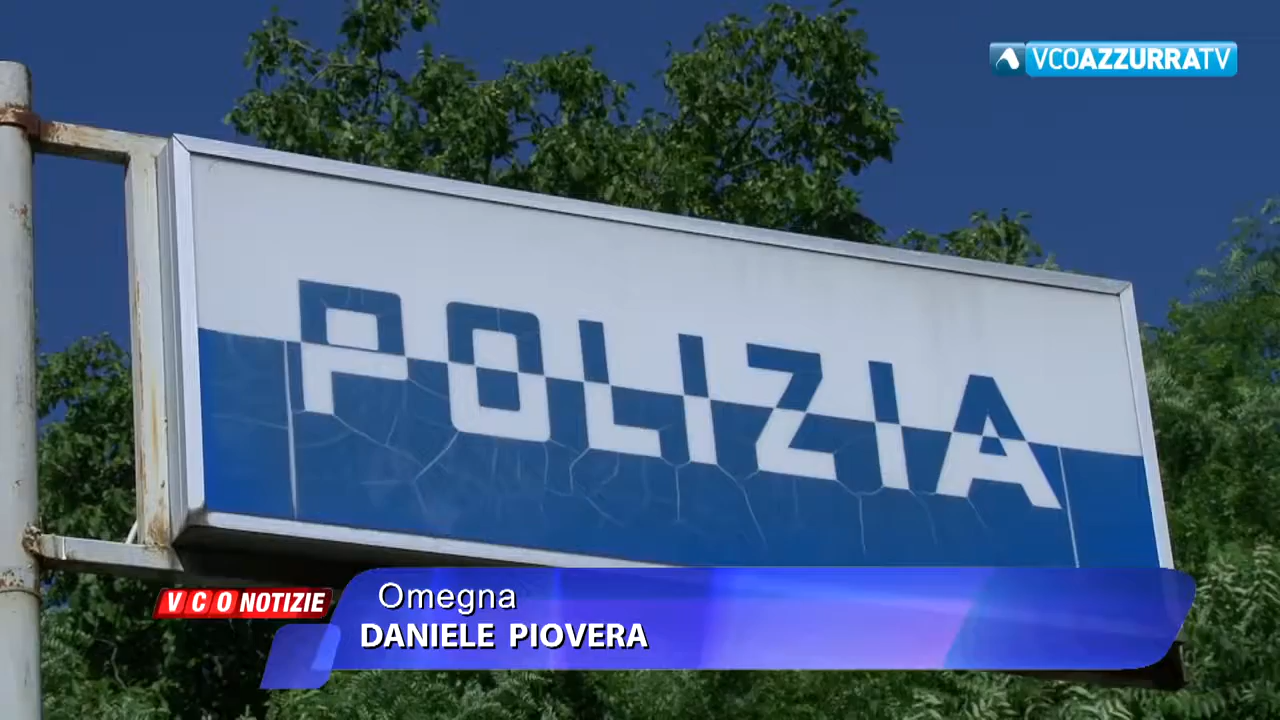 VCOAZZURRATV
POLIZIA
VCO NOTIZIE
Omegna
DANIELE PIOVERA